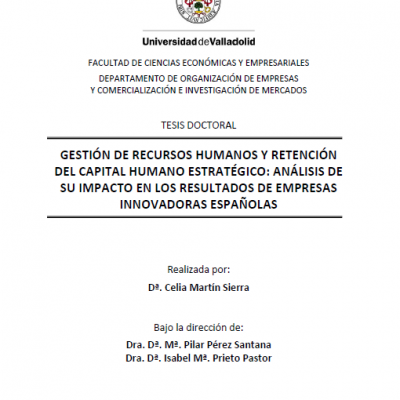 Universidad de Valladolid
FACULTAD DE CIENCIAS ECONÓMICAS Y EMPRESARIALES
DEPARTAMENTO DE ORGANIZACIÓN DE EMPRESAS
Y COMERCIALIZACIÓN E INVESTIGACIÓN DE MERCADOS
TESIS DOCTORAL
GESTIÓN DE RECURSOS HUMANOS Y RETENCIÓN
DEL CAPITAL HUMANO ESTRATÉGICO: ANÁLISIS DE
SU IMPACTO EN LOS RESULTADOS DE EMPRESAS
INNOVADORAS ESPAÑOLAS
Realizada por:
Dª. Celia Martín Sierra
Bajo la dirección de:
Dra. Dª. Mª. Pilar Pérez Santana
Dra. Dª. Isabel Mª. Prieto Pastor